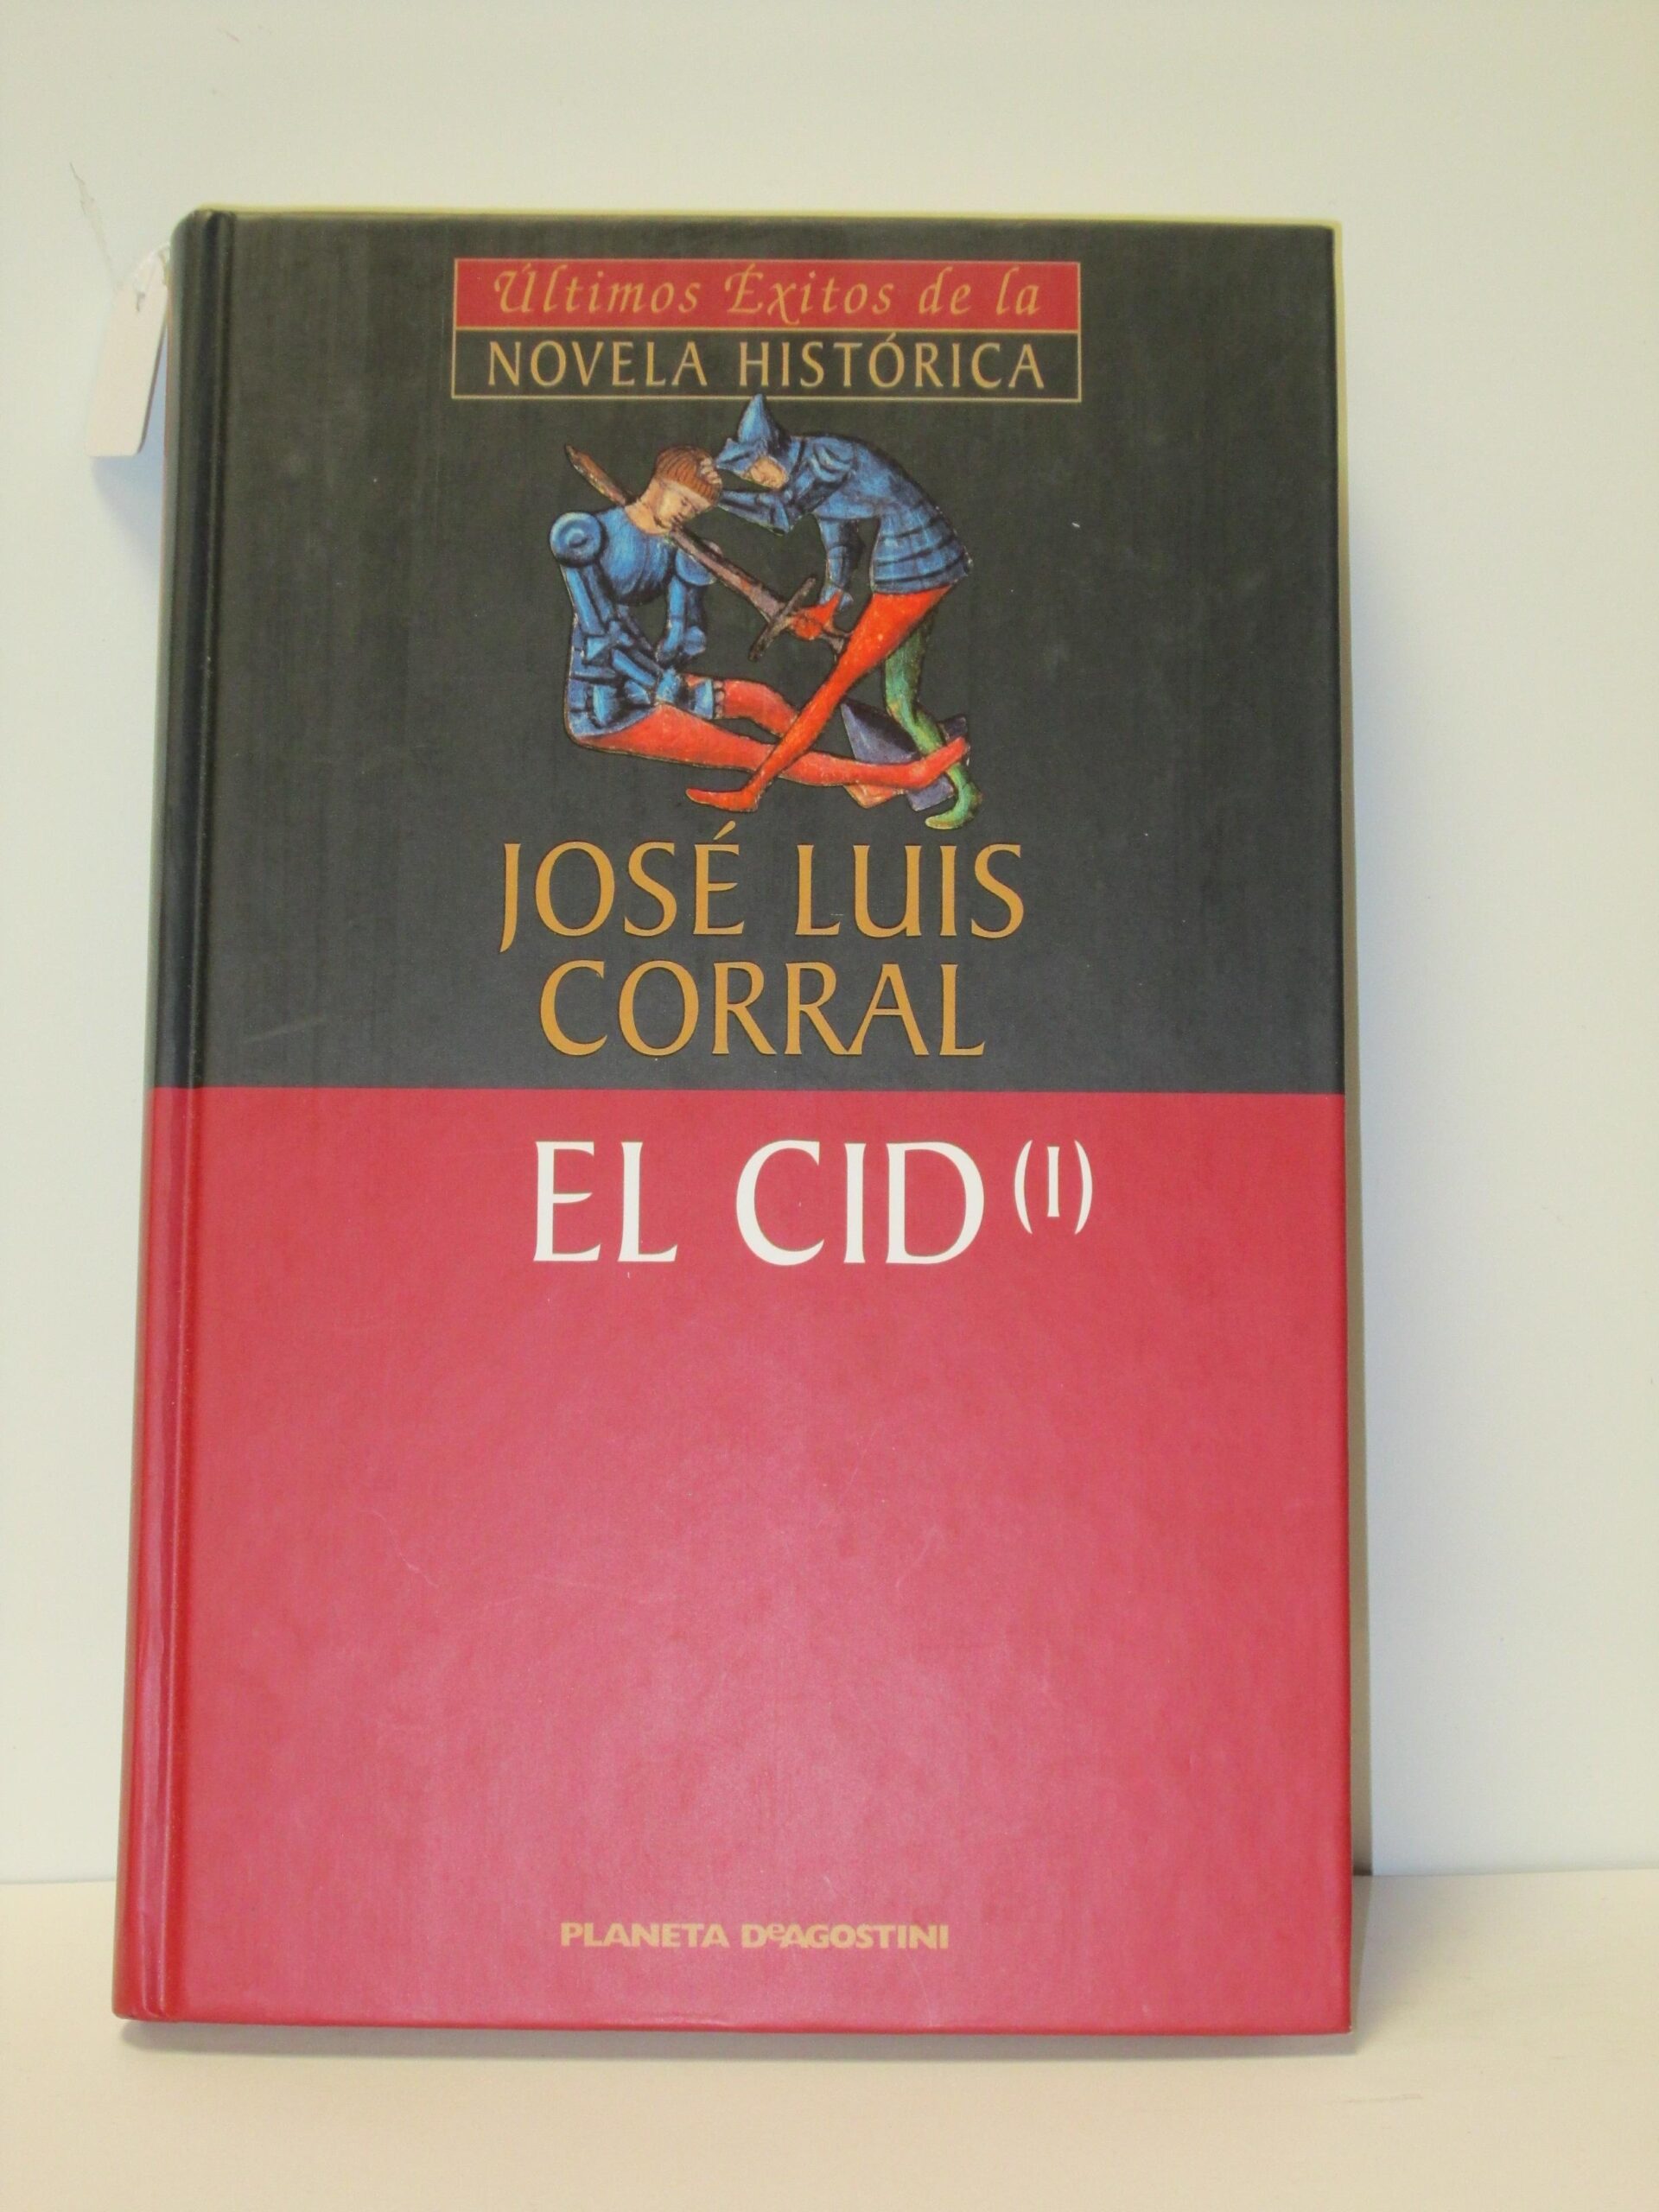 Últimos Éxitos de la
NOVELA HISTÓRICA
JOSÉ LUIS
CORRAL
EL CID (I)
PLANETA DeAGOSTINI